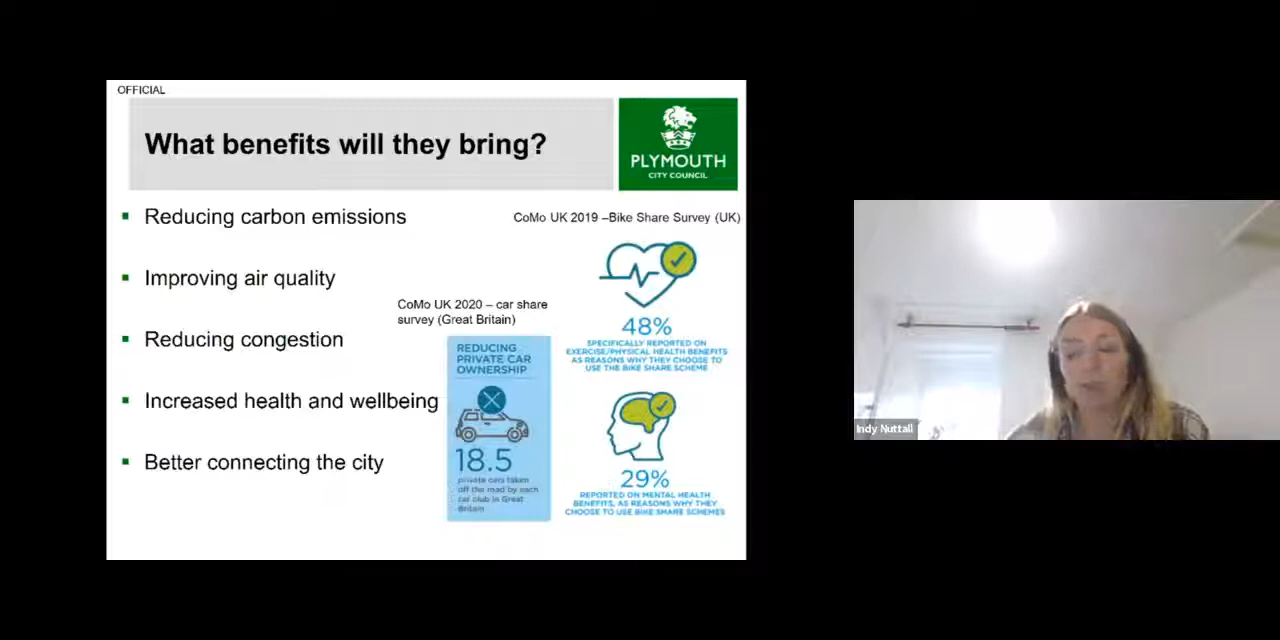 OFFICIAL
What benefits will they bring?
PLYMOUTH
CITY COUNCIL
▪ Reducing carbon emissions
▪ Improving air quality
▪ Reducing congestion
▪ Increased health and wellbeing
▪ Better connecting the city
CoMo UK 2020 – car share
survey (Great Britain)
REDUCING
PRIVATE CAR
OWNERSHIP
18.5
private cars taken
off the road by each
car club in Great
Britain
CoMo UK 2019 –Bike Share Survey (UK)
48%
SPECIFICALLY REPORTED ON
EXERCISE/PHYSICAL HEALTH BENEFITS
AS REASONS WHY THEY CHOOSE TO
USE THE BIKE SHARE SCHEME
29%
REPORTED ON MENTAL HEALTH
BENEFITS, AS REASONS WHY THEY
CHOOSE TO USE BIKE SHARE SCHEMES
Indy Nuttall